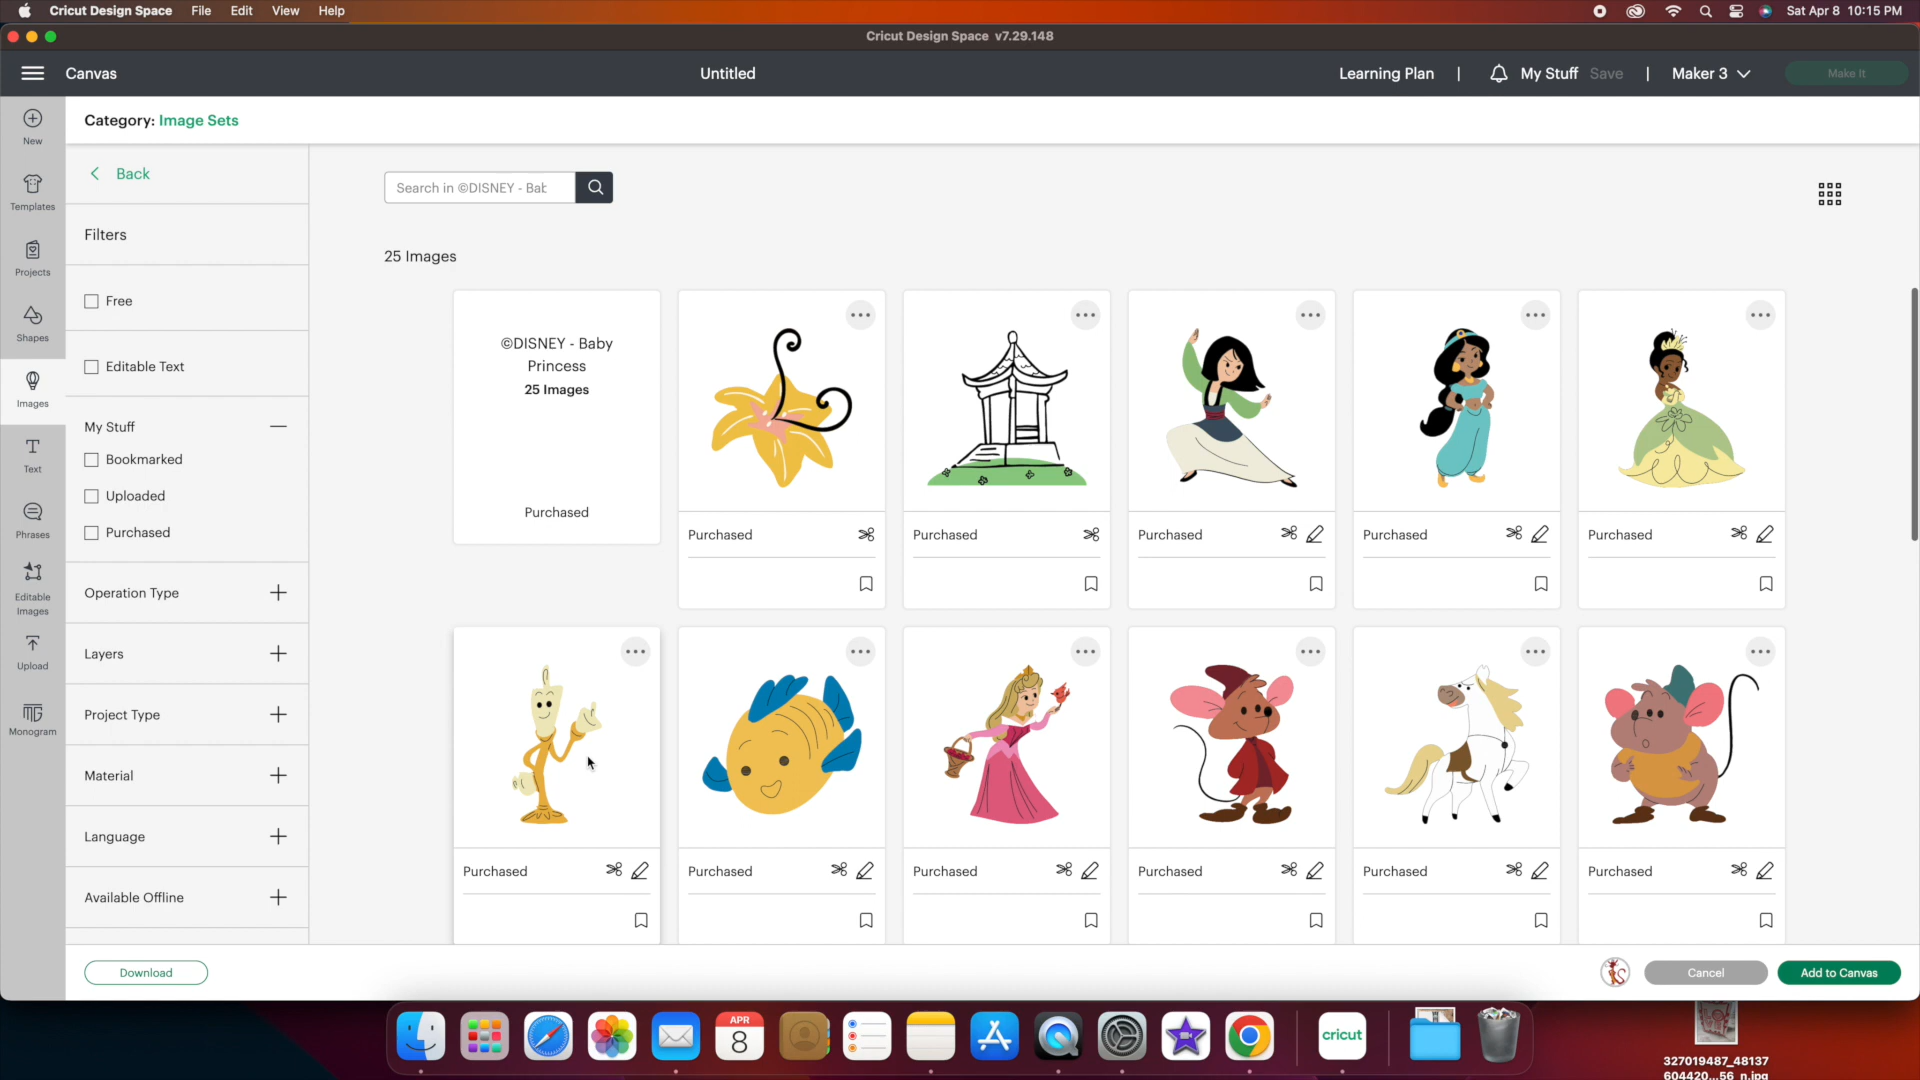 Cricut Design Space File Edit View Help Sat Apr 8 10:15 PM
Cricut Design Space v7.29.148
Canvas Untitled Learning Plan | My Stuff Save | Maker 3 Make It
Category: Image Sets
New
Templates
Projects
Shapes
Images
Text
Phrases
Editable
Images
Upload
Monogram
Back
Filters
Free
Editable Text
My Stuff
Bookmarked
Uploaded
Purchased
Operation Type
Layers
Project Type
Material
Language
Available Offline
Search in ©DISNEY - Bab
25 Images
©DISNEY - Baby
Princess
25 Images
Purchased
Purchased Purchased Purchased Purchased Purchased
Purchased Purchased Purchased Purchased Purchased Purchased
Download Cancel Add to Canvas
APR
8
cricut
327019487_48137
604420...56_n.jpg